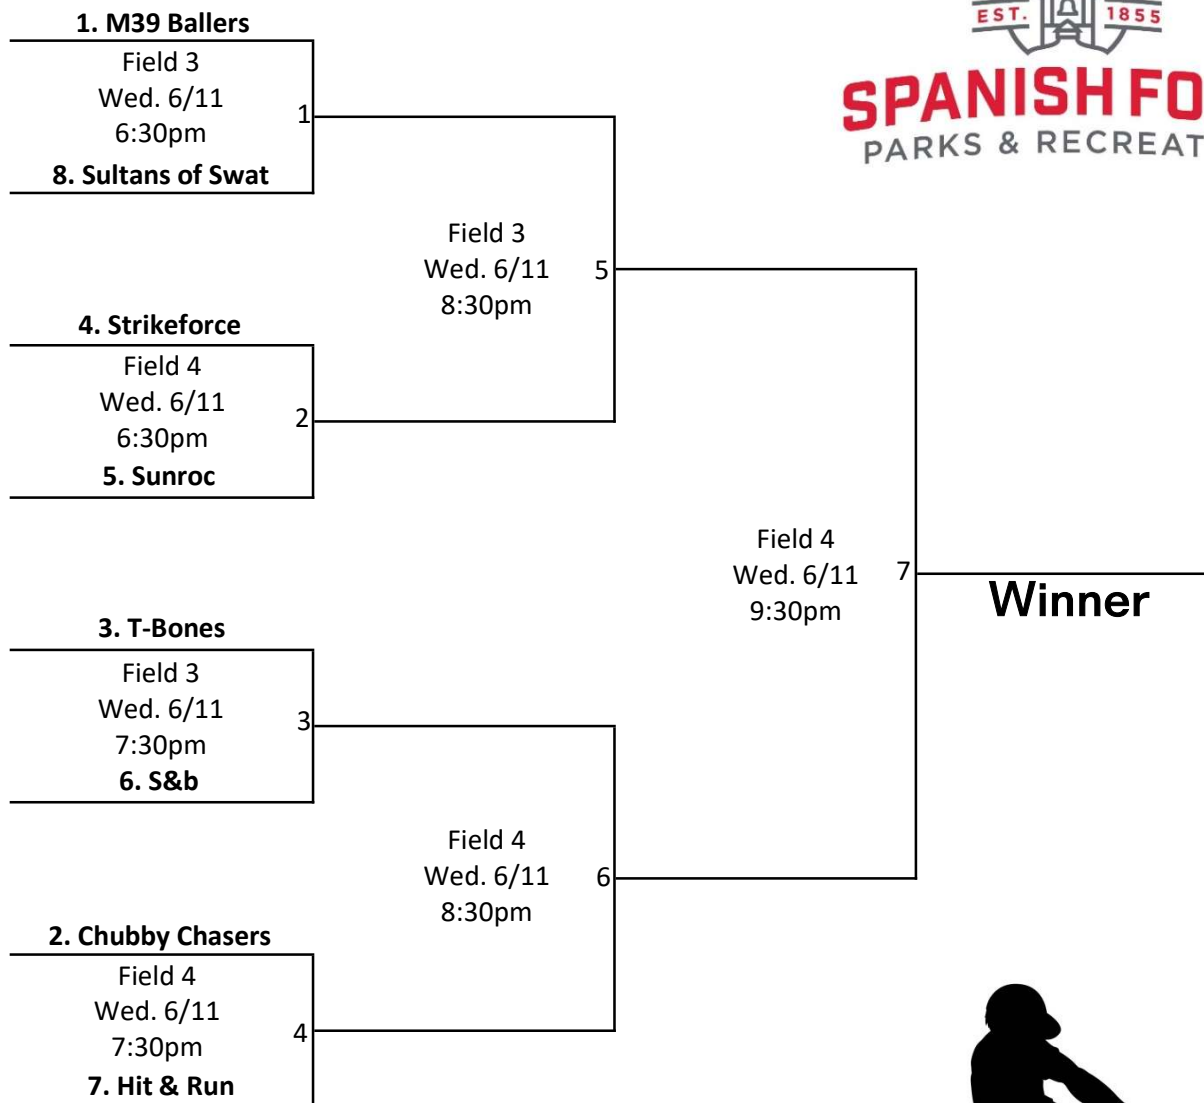 1. M39 Ballers
Field 3
Wed. 6/11
6:30pm
1
8. Sultans of Swat
EST. 1855
SPANISH FO
PARKS & RECREAT
Field 3
Wed. 6/11
8:30pm
5
4. Strikeforce
Field 4
Wed. 6/11
6:30pm
2
5. Sunroc
Field 4
Wed. 6/11
9:30pm
7
Winner
3. T-Bones
Field 3
Wed. 6/11
7:30pm
3
6. S&b
Field 4
Wed. 6/11
8:30pm
6
2. Chubby Chasers
Field 4
Wed. 6/11
7:30pm
4
7. Hit & Run